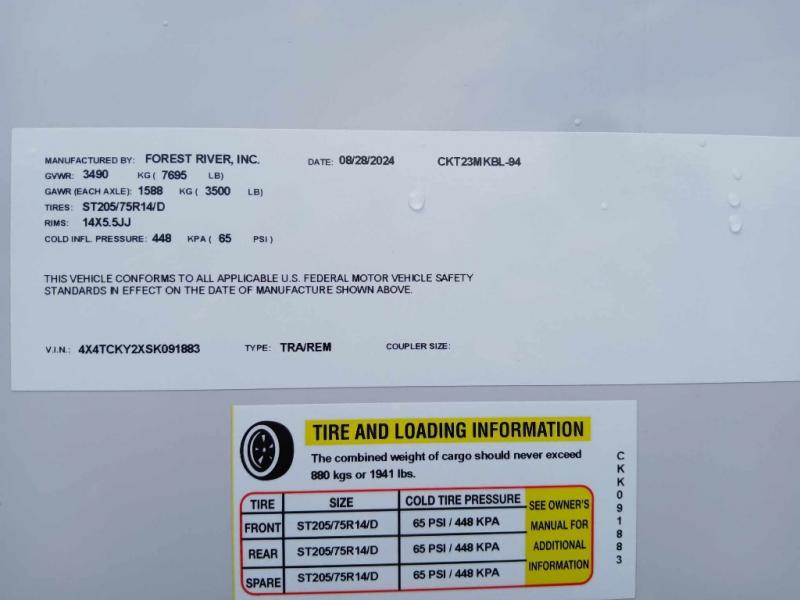 MANUFACTURED BY: FOREST RIVER, INC. DATE: 08/28/2024 CKT23MKBL-94
GVWR: 3490 KG ( 7695 LB)
GAWR (EACH AXLE): 1588 KG ( 3500 LB)
TIRES: ST205/75R14/D
RIMS: 14X5.5JJ
COLD INFL. PRESSURE: 448 KPA ( 65 PSI )
THIS VEHICLE CONFORMS TO ALL APPLICABLE U.S. FEDERAL MOTOR VEHICLE SAFETY
STANDARDS IN EFFECT ON THE DATE OF MANUFACTURE SHOWN ABOVE.
V.I.N.: 4X4TCKY2XSK091883 TYPE: TRA/REM COUPLER SIZE:
TIRE AND LOADING INFORMATION
The combined weight of cargo should never exceed
880 kgs or 1941 lbs.
TIRE SIZE COLD TIRE PRESSURE
FRONT ST205/75R14/D 65 PSI / 448 KPA
REAR ST205/75R14/D 65 PSI / 448 KPA
SPARE ST205/75R14/D 65 PSI / 448 KPA
SEE OWNER'S
MANUAL FOR
ADDITIONAL
INFORMATION
CKK091883